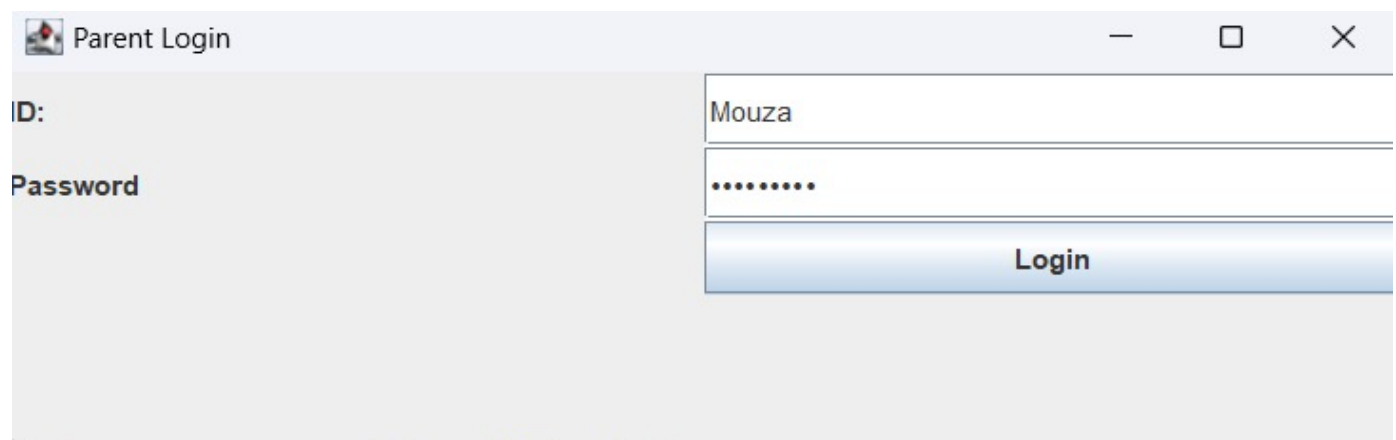 Parent Login
ID: Mouza
Password •••••••••
Login